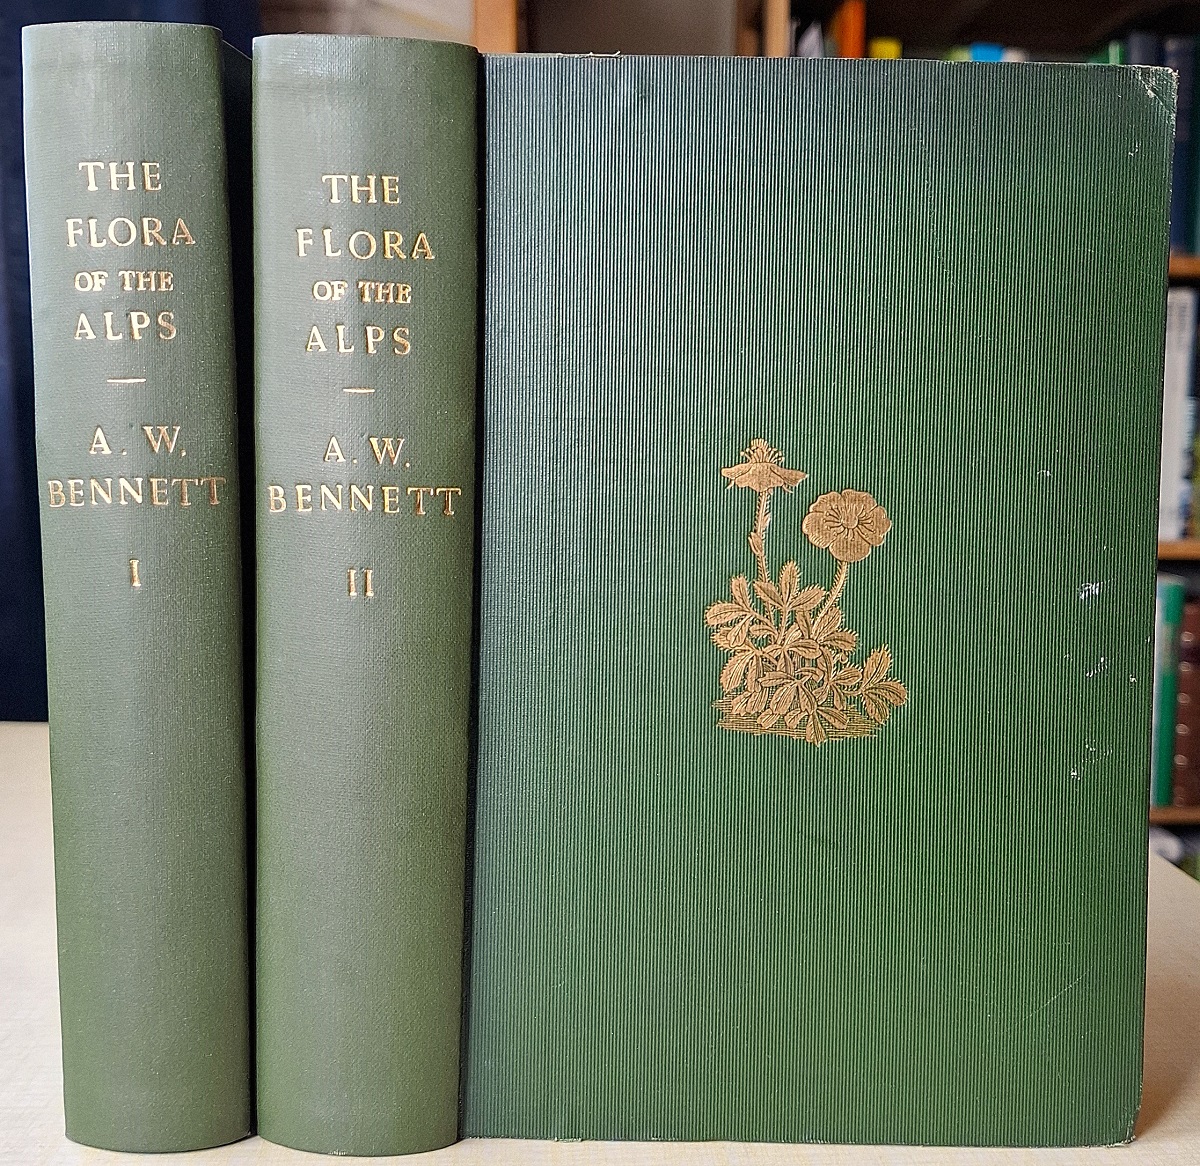 THE
FLORA
OF THE
ALPS
A. W.
BENNETT
I
THE
FLORA
OF THE
ALPS
A. W.
BENNETT
II